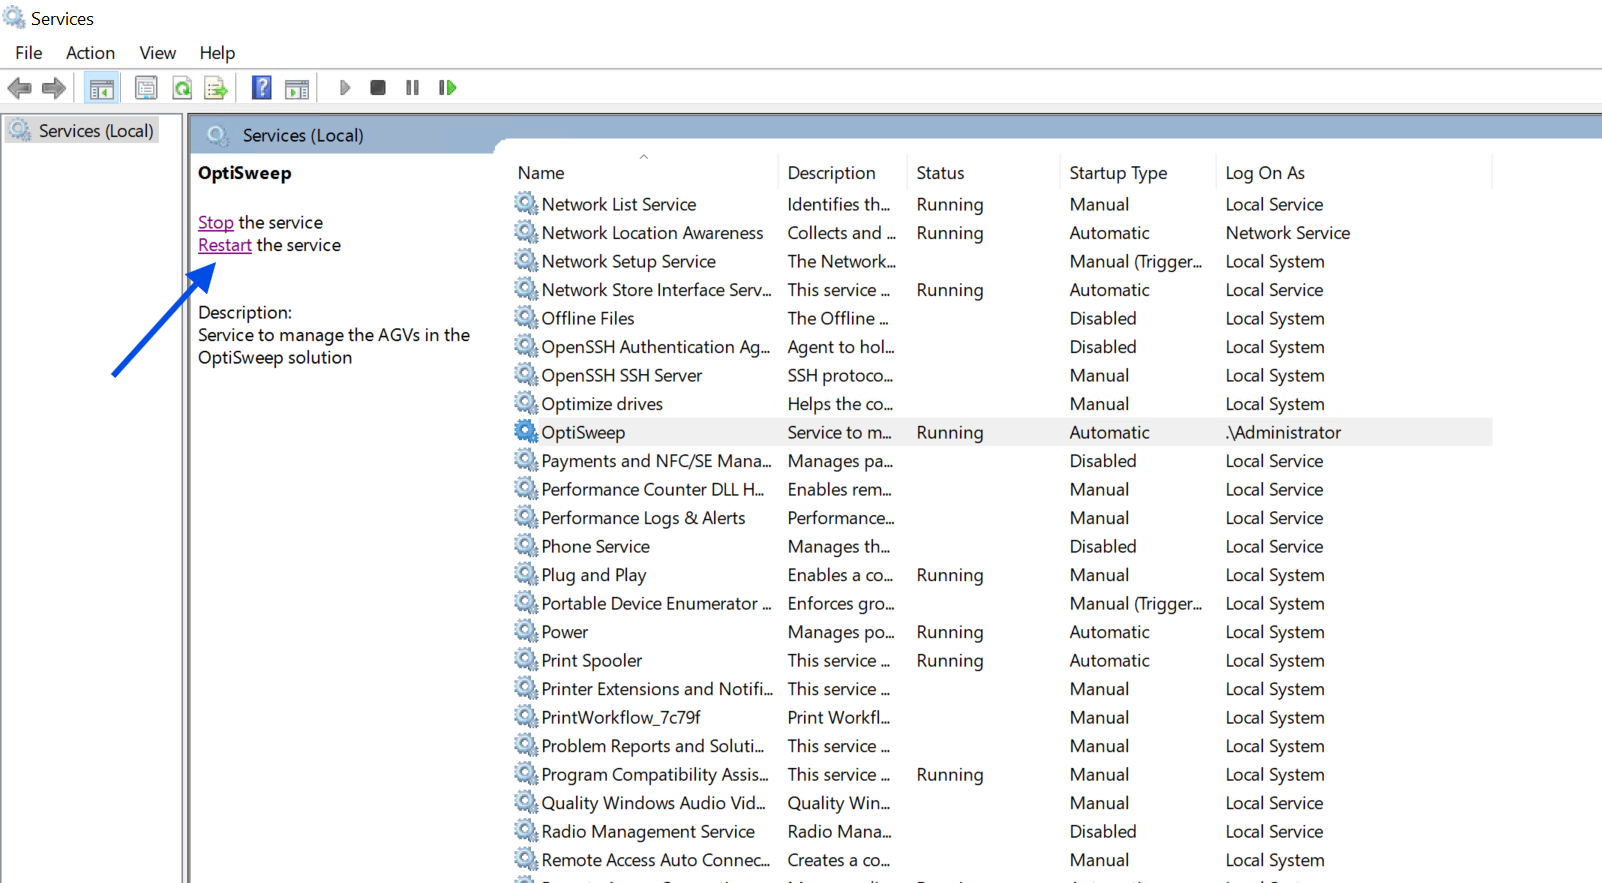 Services
File Action View Help
Services (Local)
Services (Local)
OptiSweep
Stop the service
Restart the service
Description:
Service to manage the AGVs in the
OptiSweep solution
Name Description Status Startup Type Log On As
Network List Service Identifies th... Running Manual Local Service
Network Location Awareness Collects and ... Running Automatic Network Service
Network Setup Service The Network... Manual (Trigger... Local System
Network Store Interface Serv... This service ... Running Automatic Local Service
Offline Files The Offline ... Disabled Local System
OpenSSH Authentication Ag... Agent to hol... Disabled Local System
OpenSSH SSH Server SSH protoco... Manual Local System
Optimize drives Helps the co... Manual Local System
OptiSweep Service to m... Running Automatic .\Administrator
Payments and NFC/SE Mana... Manages pa... Disabled Local Service
Performance Counter DLL H... Enables rem... Manual Local Service
Performance Logs & Alerts Performance... Manual Local Service
Phone Service Manages th... Disabled Local Service
Plug and Play Enables a co... Running Manual Local System
Portable Device Enumerator ... Enforces gro... Manual (Trigger... Local System
Power Manages po... Running Automatic Local System
Print Spooler This service ... Running Automatic Local System
Printer Extensions and Notifi... This service ... Manual Local System
PrintWorkflow_7c79f Print Workfl... Manual Local System
Problem Reports and Soluti... This service ... Manual Local System
Program Compatibility Assis... This service ... Running Manual Local System
Quality Windows Audio Vid... Quality Win... Manual Local Service
Radio Management Service Radio Mana... Disabled Local Service
Remote Access Auto Connec... Creates a co... Manual Local System